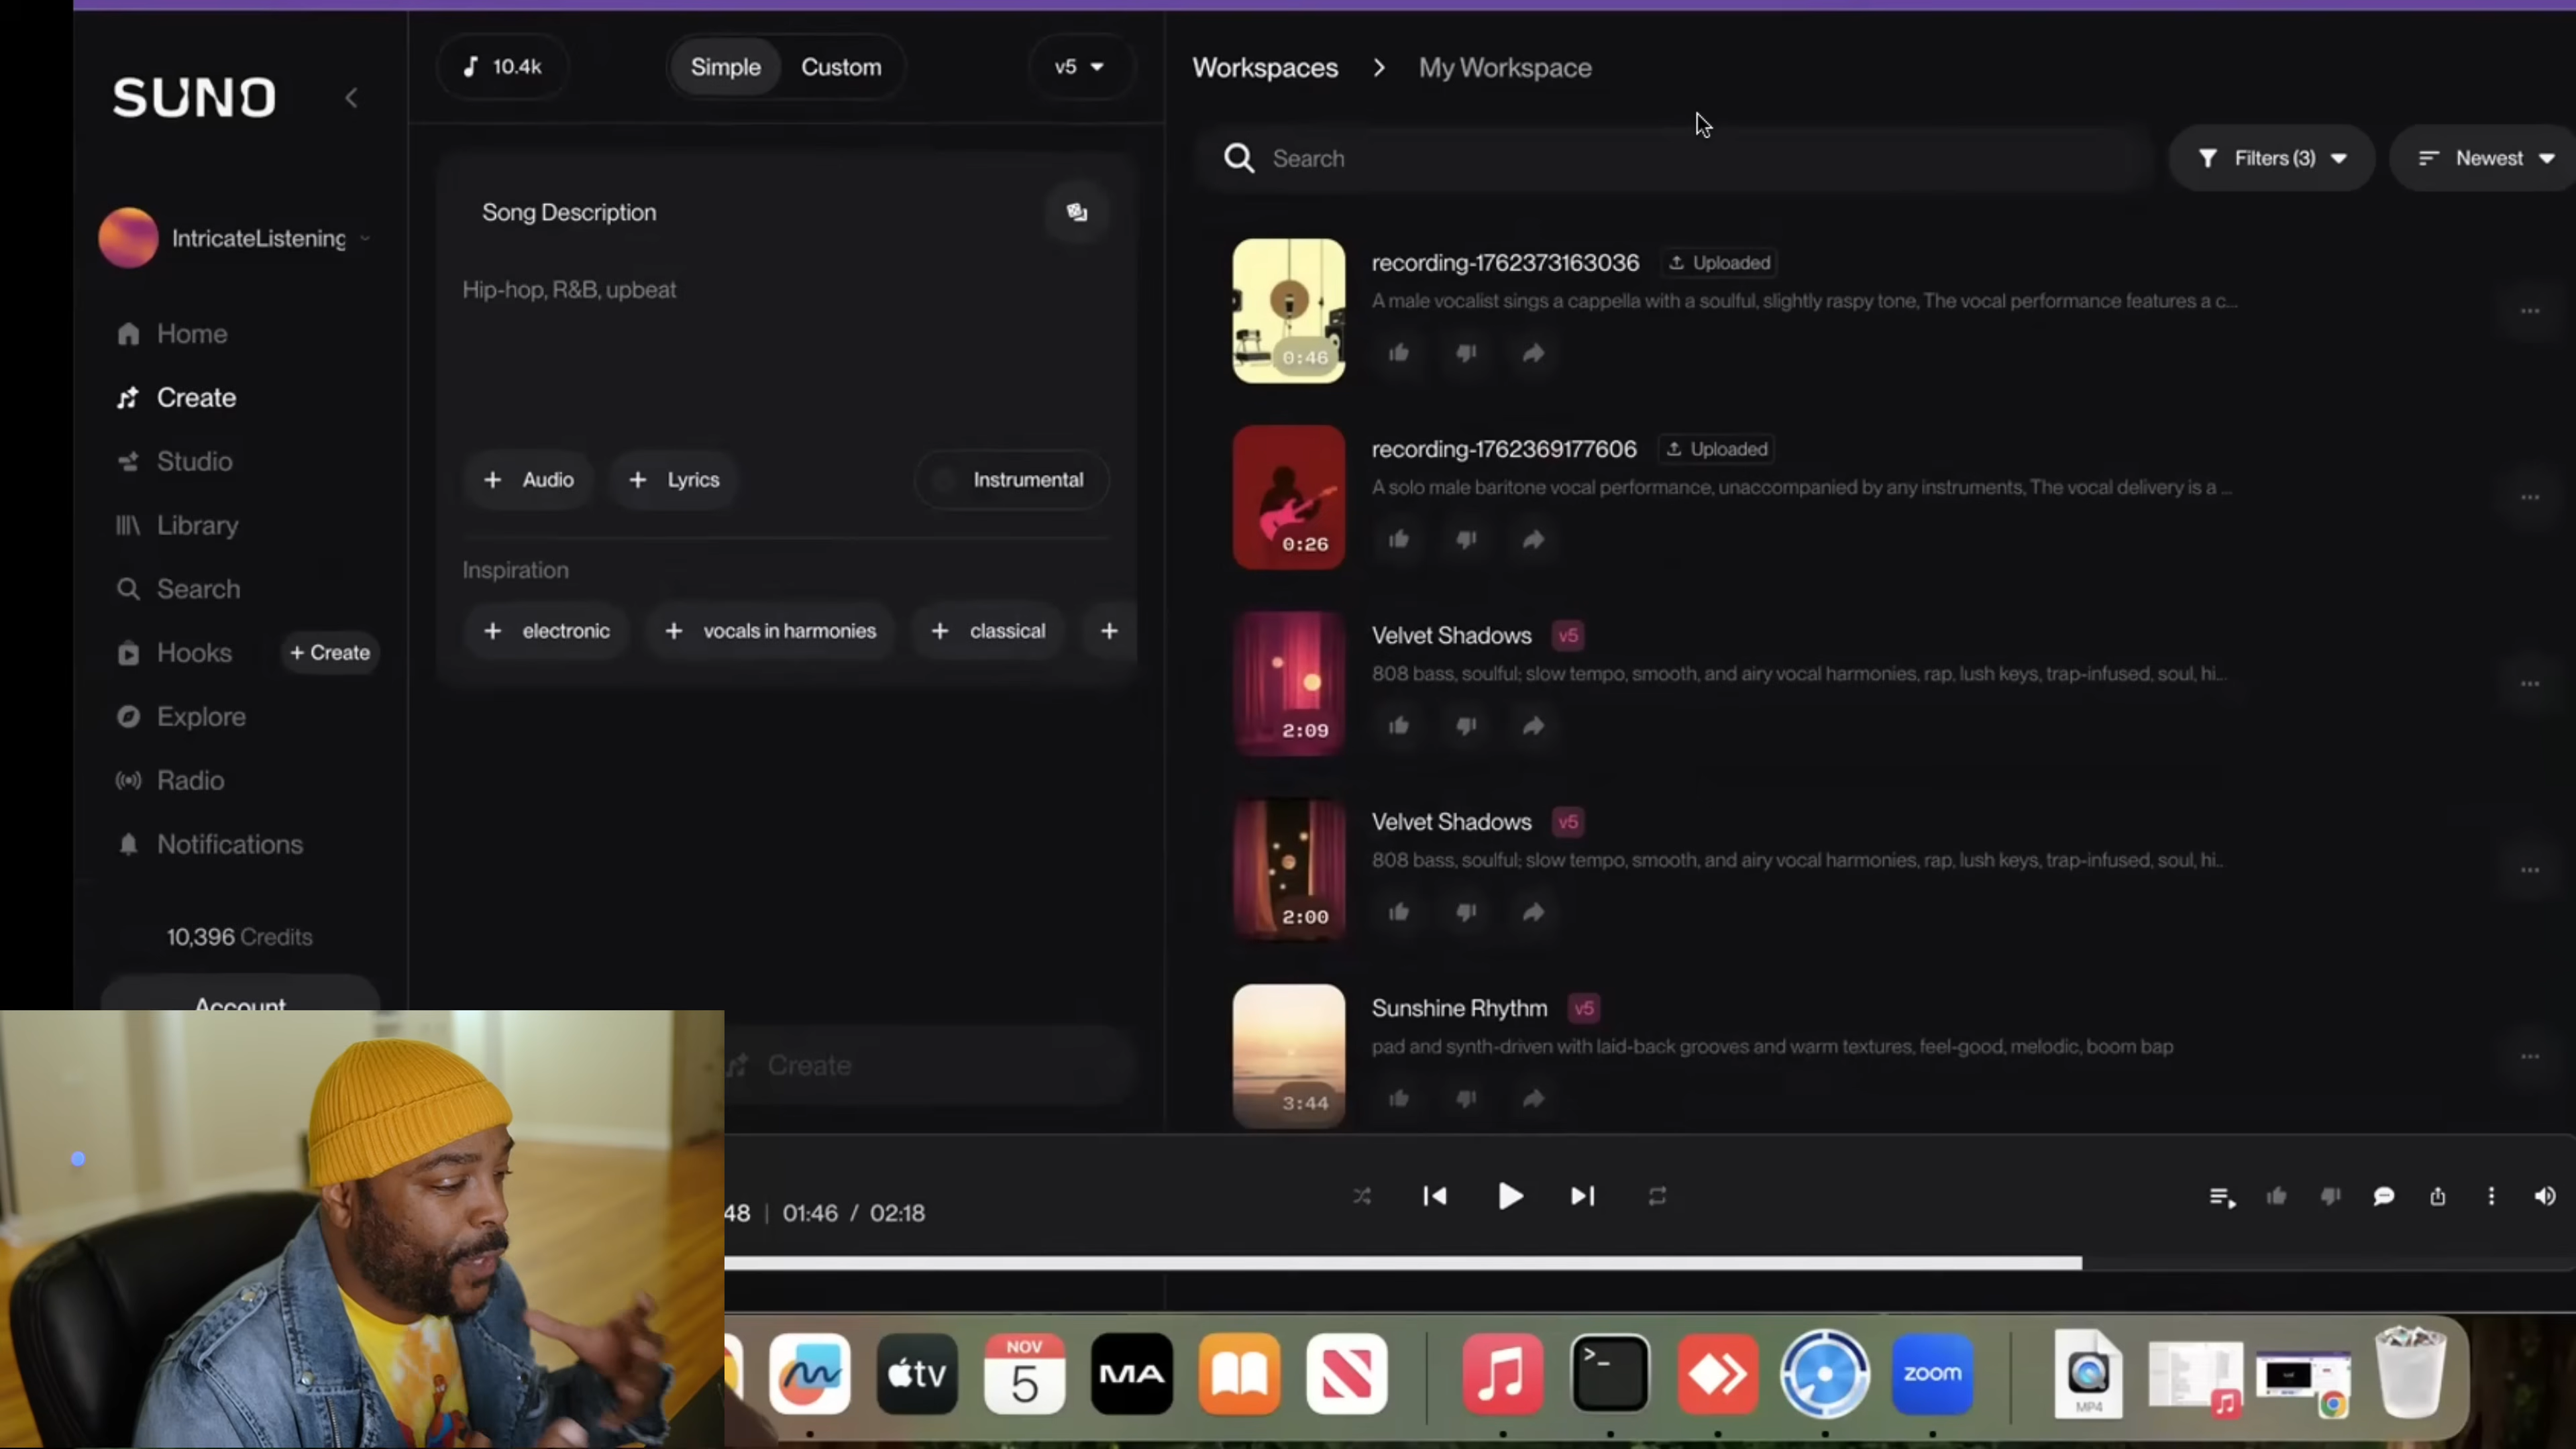 SUNO
IntricateListening
Home
Create
Studio
Library
Search
Hooks
+ Create
Explore
Radio
Notifications
10,396 Credits
Account
10.4k
Simple
Custom
v5
Song Description
Hip-hop, R&B, upbeat
+ Audio
+ Lyrics
Instrumental
Inspiration
+ electronic
+ vocals in harmonies
+ classical
+
Create
Workspaces > My Workspace
Search
Filters (3)
Newest
recording-1762373163036 Uploaded
A male vocalist sings a cappella with a soulful, slightly raspy tone, The vocal performance features a c...
0:46
recording-1762369177606 Uploaded
A solo male baritone vocal performance, unaccompanied by any instruments, The vocal delivery is a ...
0:26
Velvet Shadows v5
808 bass, soulful; slow tempo, smooth, and airy vocal harmonies, rap, lush keys, trap-infused, soul, hi...
2:09
Velvet Shadows v5
808 bass, soulful; slow tempo, smooth, and airy vocal harmonies, rap, lush keys, trap-infused, soul, hi...
2:00
Sunshine Rhythm v5
pad and synth-driven with laid-back grooves and warm textures, feel-good, melodic, boom bap
3:44
48 | 01:46 / 02:18
tv
NOV
5
MA
>_
zoom
MP4